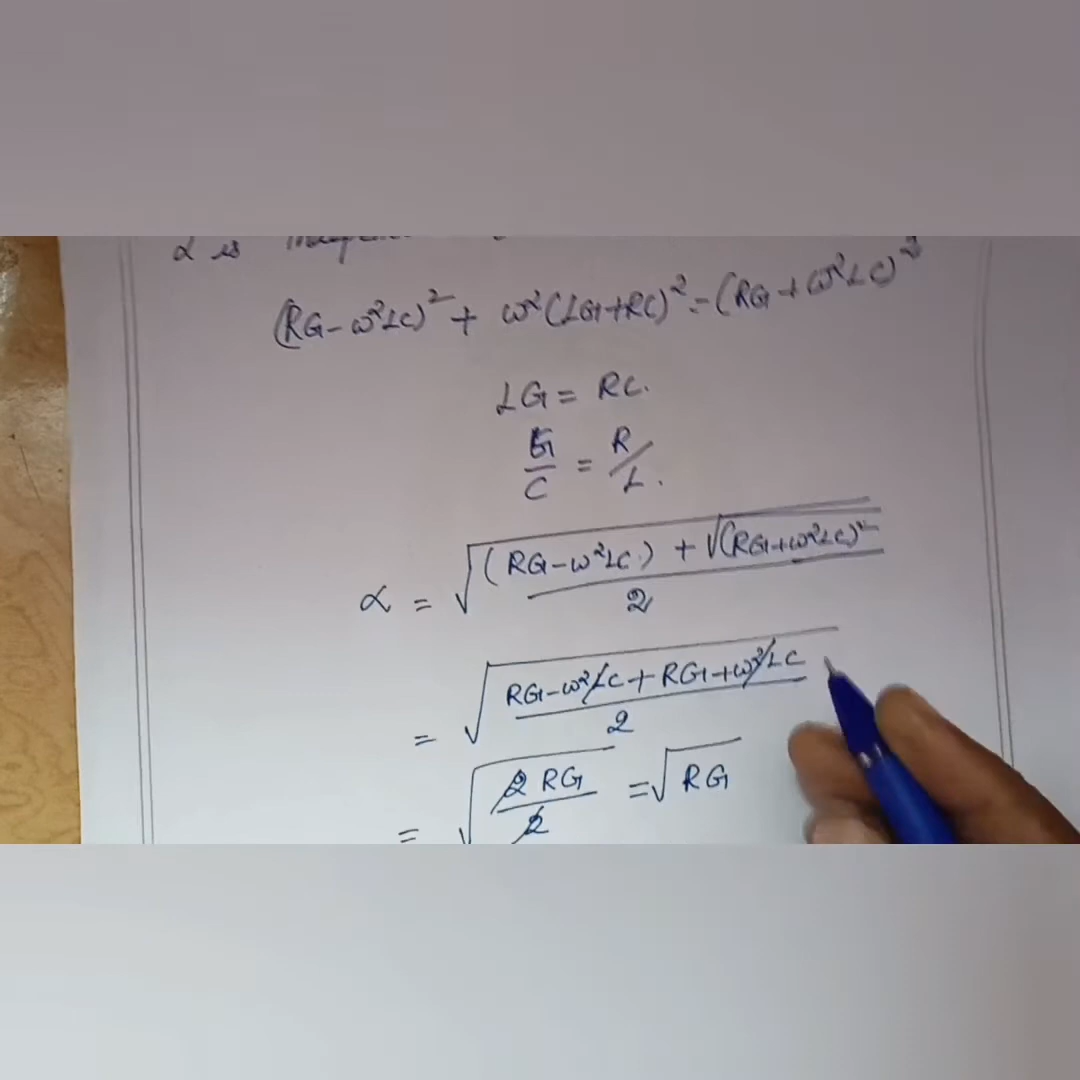 α is
(RG - ω²LC)² + ω²(LG + RC)² = (RG + ω²LC)²
LG = RC.
G/C = R/L.
α = √(((RG - ω²LC) + √(RG + ω²LC)²)/2)
= √((RG - ω²LC + RG + ω²LC)/2)
= √(2RG/2) = √RG